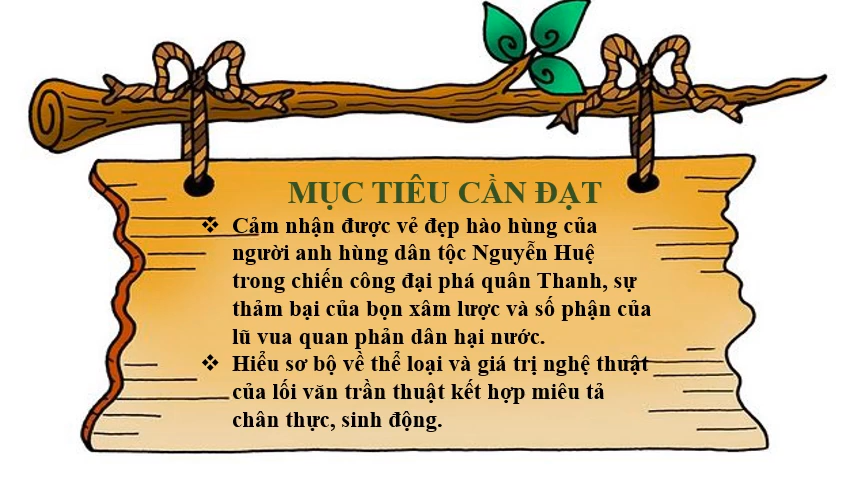 MỤC TIÊU CẦN ĐẠT
❖ Cảm nhận được vẻ đẹp hào hùng của
người anh hùng dân tộc Nguyễn Huệ
trong chiến công đại phá quân Thanh, sự
thảm bại của bọn xâm lược và số phận của
lũ vua quan phản dân hại nước.
❖ Hiểu sơ bộ về thể loại và giá trị nghệ thuật
của lối văn trần thuật kết hợp miêu tả
chân thực, sinh động.